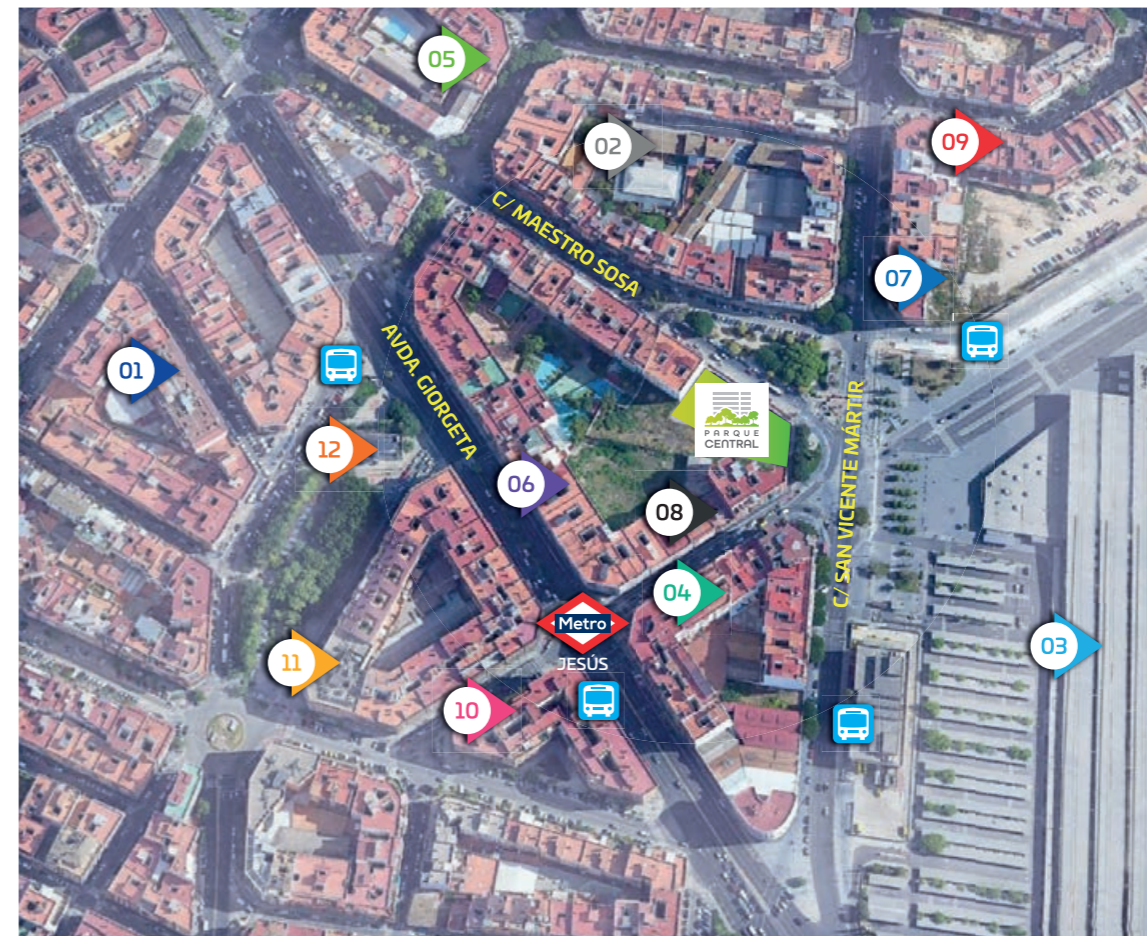 05
02
09
C/ MAESTRO SOSA
07
AVDA. GIORGETA
01
PARQUE
CENTRAL
C/ SAN VICENTE MÁRTIR
12
06
08
04
Metro
JESÚS
03
11
10